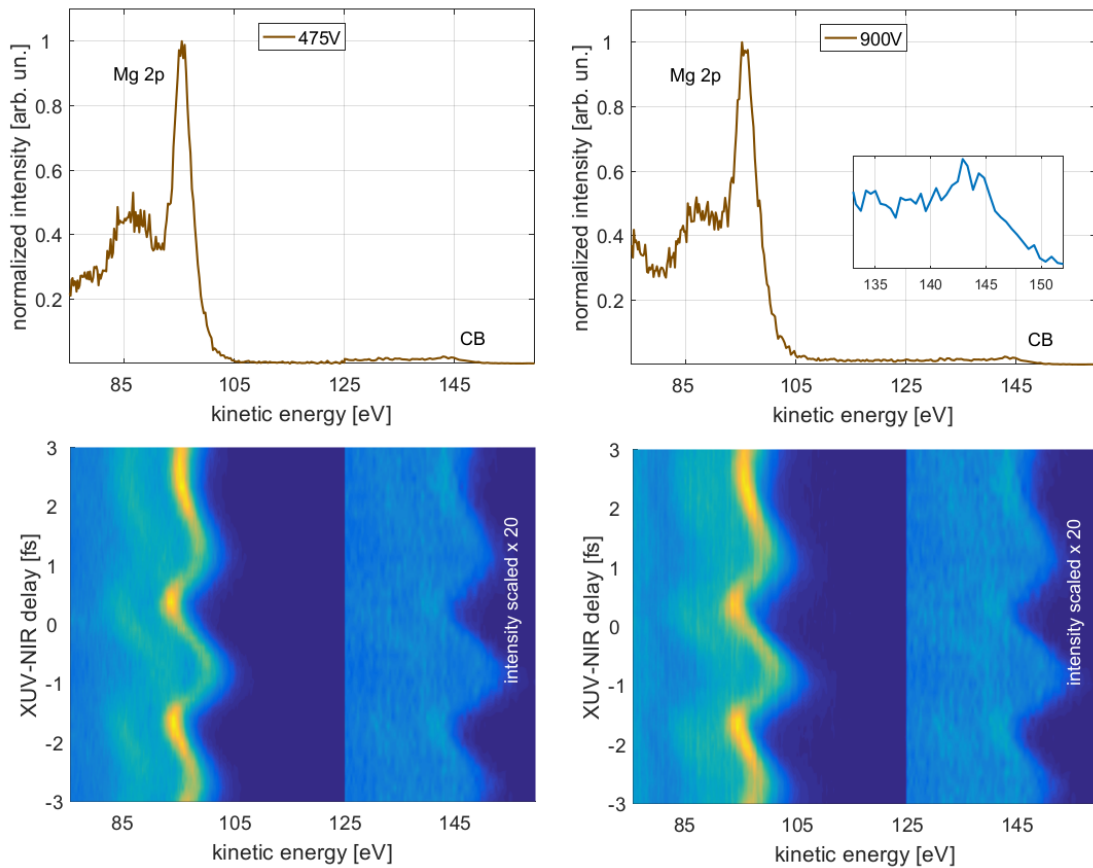 475V
Mg 2p
CB
normalized intensity [arb. un.]
1
0.8
0.6
0.4
0.2
85
105
125
145
kinetic energy [eV]
900V
Mg 2p
CB
normalized intensity [arb. un.]
1
0.8
0.6
0.4
0.2
135
140
145
150
85
105
125
145
kinetic energy [eV]
XUV-NIR delay [fs]
3
2
1
0
-1
-2
-3
intensity scaled x 20
85
105
125
145
kinetic energy [eV]
XUV-NIR delay [fs]
3
2
1
0
-1
-2
-3
intensity scaled x 20
85
105
125
145
kinetic energy [eV]